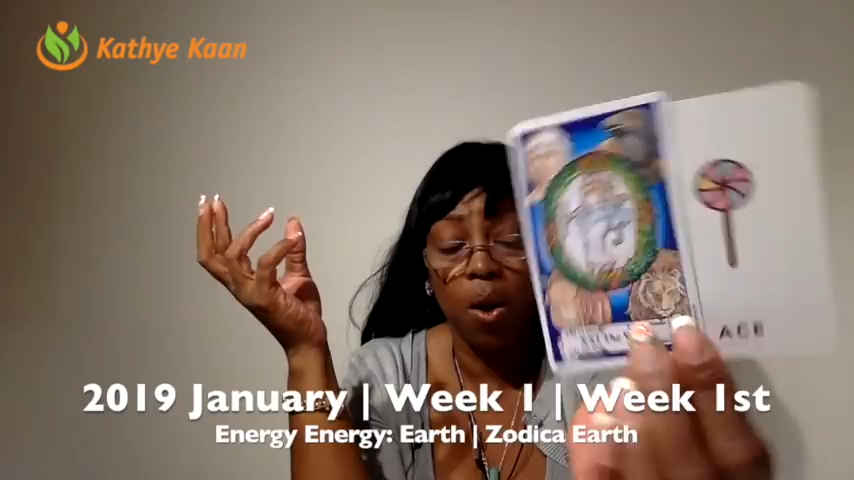 Kathye Kaan
2019 January | Week 1 | Week 1st
Energy Energy: Earth | Zodica Earth
ACE